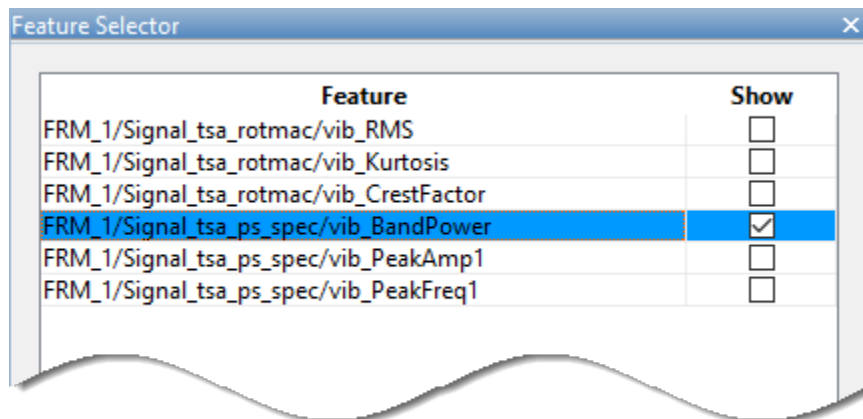 Feature Selector
Feature Show
FRM_1/Signal_tsa_rotmac/vib_RMS
FRM_1/Signal_tsa_rotmac/vib_Kurtosis
FRM_1/Signal_tsa_rotmac/vib_CrestFactor
FRM_1/Signal_tsa_ps_spec/vib_BandPower
FRM_1/Signal_tsa_ps_spec/vib_PeakAmp1
FRM_1/Signal_tsa_ps_spec/vib_PeakFreq1